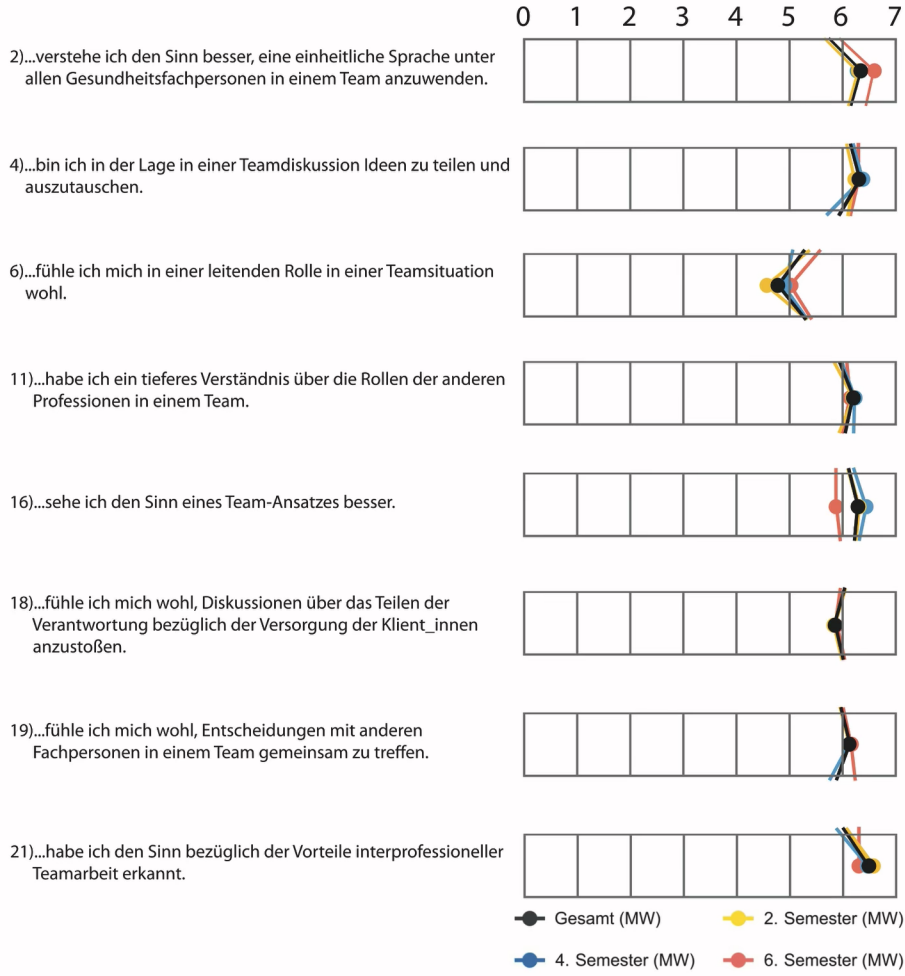 0 1 2 3 4 5 6 7
2)...verstehe ich den Sinn besser, eine einheitliche Sprache unter
allen Gesundheitsfachpersonen in einem Team anzuwenden.
4)...bin ich in der Lage in einer Teamdiskussion Ideen zu teilen und
auszutauschen.
6)...fühle ich mich in einer leitenden Rolle in einer Teamsituation
wohl.
11)...habe ich ein tieferes Verständnis über die Rollen der anderen
Professionen in einem Team.
16)...sehe ich den Sinn eines Team-Ansatzes besser.
18)...fühle ich mich wohl, Diskussionen über das Teilen der
Verantwortung bezüglich der Versorgung der Klient_innen
anzustoßen.
19)...fühle ich mich wohl, Entscheidungen mit anderen
Fachpersonen in einem Team gemeinsam zu treffen.
21)...habe ich den Sinn bezüglich der Vorteile interprofessioneller
Teamarbeit erkannt.
Gesamt (MW) 2. Semester (MW)
4. Semester (MW) 6. Semester (MW)